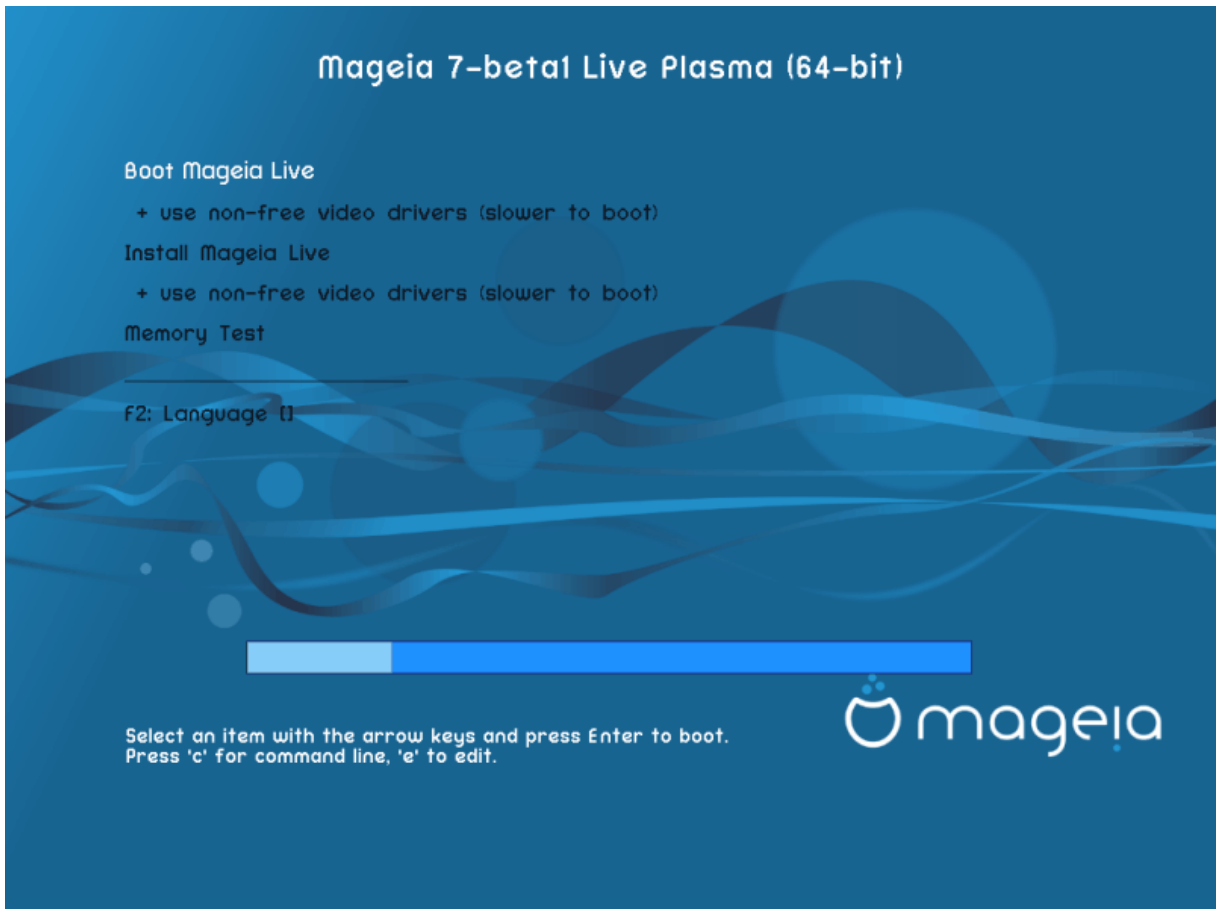 Mageia 7-beta1 Live Plasma (64-bit)
Boot Mageia Live
+ use non-free video drivers (slower to boot)
Install Mageia Live
+ use non-free video drivers (slower to boot)
Memory Test
F2: Language []
Select an item with the arrow keys and press Enter to boot.
Press 'c' for command line, 'e' to edit.
mageia